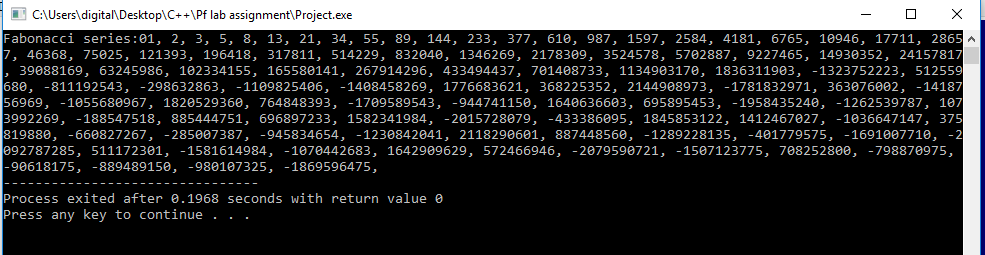 C:\Users\digital\Desktop\C++\Pf lab assignment\Project.exe
Fabonacci series:01, 2, 3, 5, 8, 13, 21, 34, 55, 89, 144, 233, 377, 610, 987, 1597, 2584, 4181, 6765, 10946, 17711, 2865
7, 46368, 75025, 121393, 196418, 317811, 514229, 832040, 1346269, 2178309, 3524578, 5702887, 9227465, 14930352, 24157817
, 39088169, 63245986, 102334155, 165580141, 267914296, 433494437, 701408733, 1134903170, 1836311903, -1323752223, 512559
680, -811192543, -298632863, -1109825406, -1408458269, 1776683621, 368225352, 2144908973, -1781832971, 363076002, -14187
56969, -1055680967, 1820529360, 764848393, -1709589543, -944741150, 1640636603, 695895453, -1958435240, -1262539787, 107
3992269, -188547518, 885444751, 696897233, 1582341984, -2015728079, -433386095, 1845853122, 1412467027, -1036647147, 375
819880, -660827267, -285007387, -945834654, -1230842041, 2118290601, 887448560, -1289228135, -401779575, -1691007710, -2
092787285, 511172301, -1581614984, -1070442683, 1642909629, 572466946, -2079590721, -1507123775, 708252800, -798870975,
-90618175, -889489150, -980107325, -1869596475,
--------------------------------
Process exited after 0.1968 seconds with return value 0
Press any key to continue . . .